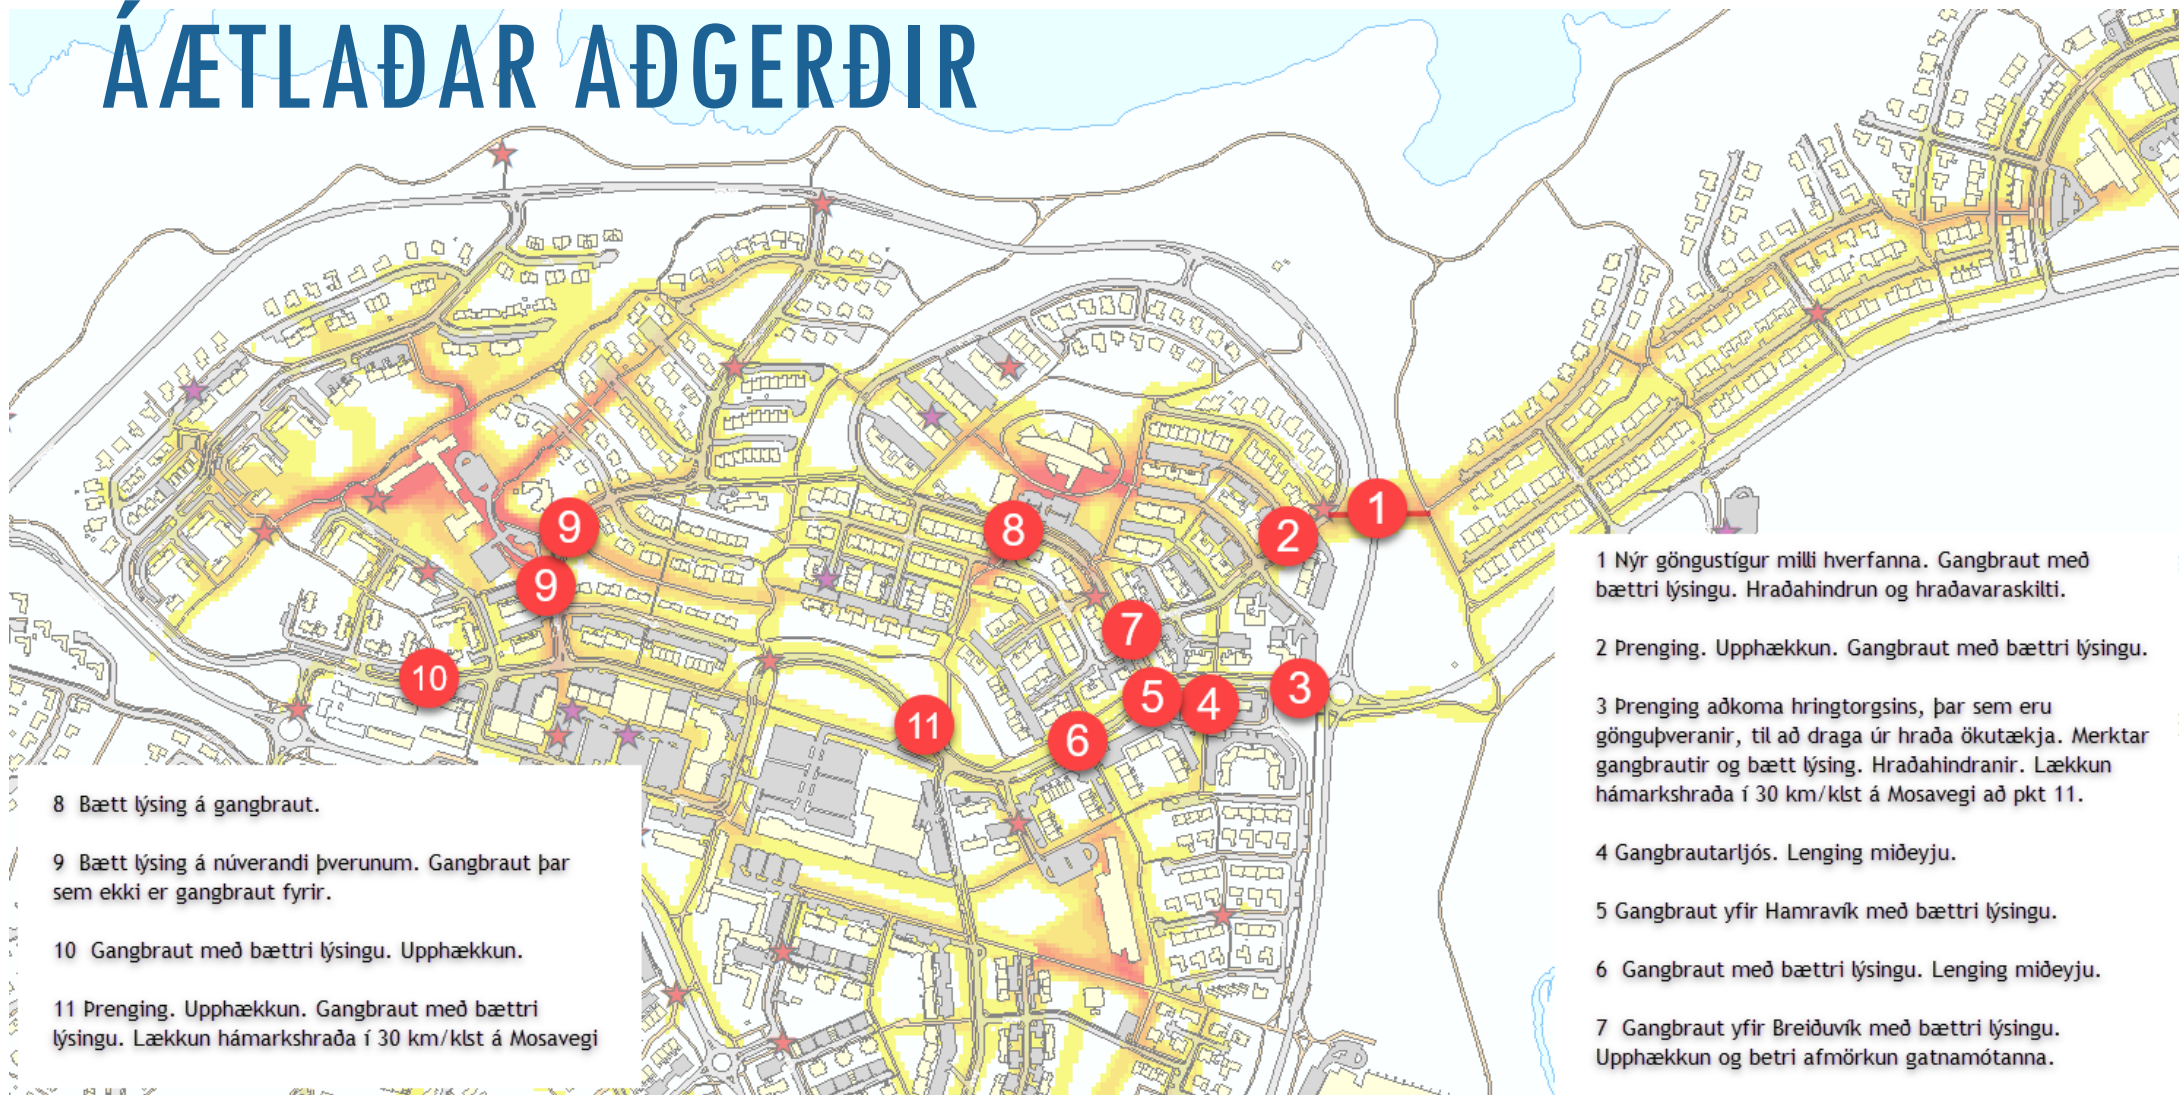 ÁÆTLAÐAR AÐGERÐIR
9
9
10
11
8
7
6
5
4
3
2
1
1 Nýr göngustígur milli hverfanna. Gangbraut með
bættri lýsingu. Hraðahindrun og hraðavaraskilti.
2 Þrenging. Upphækkun. Gangbraut með bættri lýsingu.
3 Þrenging aðkoma hringtorgsins, þar sem eru
gönguþveranir, til að draga úr hraða ökutækja. Merktar
gangbrautir og bætt lýsing. Hraðahindranir. Lækkun
hámarkshraða í 30 km/klst á Mosavegi að pkt 11.
4 Gangbrautarljós. Lenging miðeyju.
5 Gangbraut yfir Hamravík með bættri lýsingu.
6 Gangbraut með bættri lýsingu. Lenging miðeyju.
7 Gangbraut yfir Breiðuvík með bættri lýsingu.
Upphækkun og betri afmörkun gatnamótanna.
8 Bætt lýsing á gangbraut.
9 Bætt lýsing á núverandi þverunum. Gangbraut þar
sem ekki er gangbraut fyrir.
10 Gangbraut með bættri lýsingu. Upphækkun.
11 Þrenging. Upphækkun. Gangbraut með bættri
lýsingu. Lækkun hámarkshraða í 30 km/klst á Mosavegi